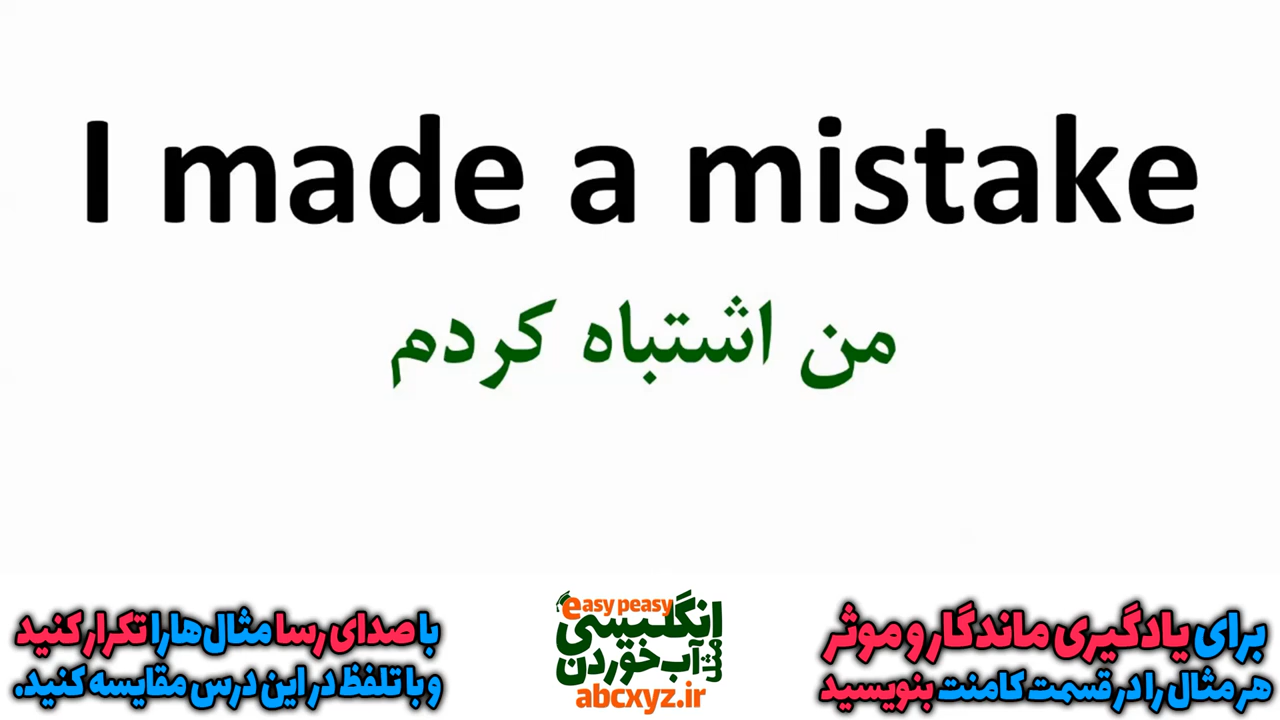 I made a mistake
من اشتباه کردم
برای یادگیری ماندگار و موثر
هر مثال را در قسمت کامنت بنویسید
easy peasy
انگلیسی
مثل
آب خوردن
abcxyz.ir
با صدای رسا مثال‌ها را تکرار کنید
و با تلفظ در این درس مقایسه کنید.